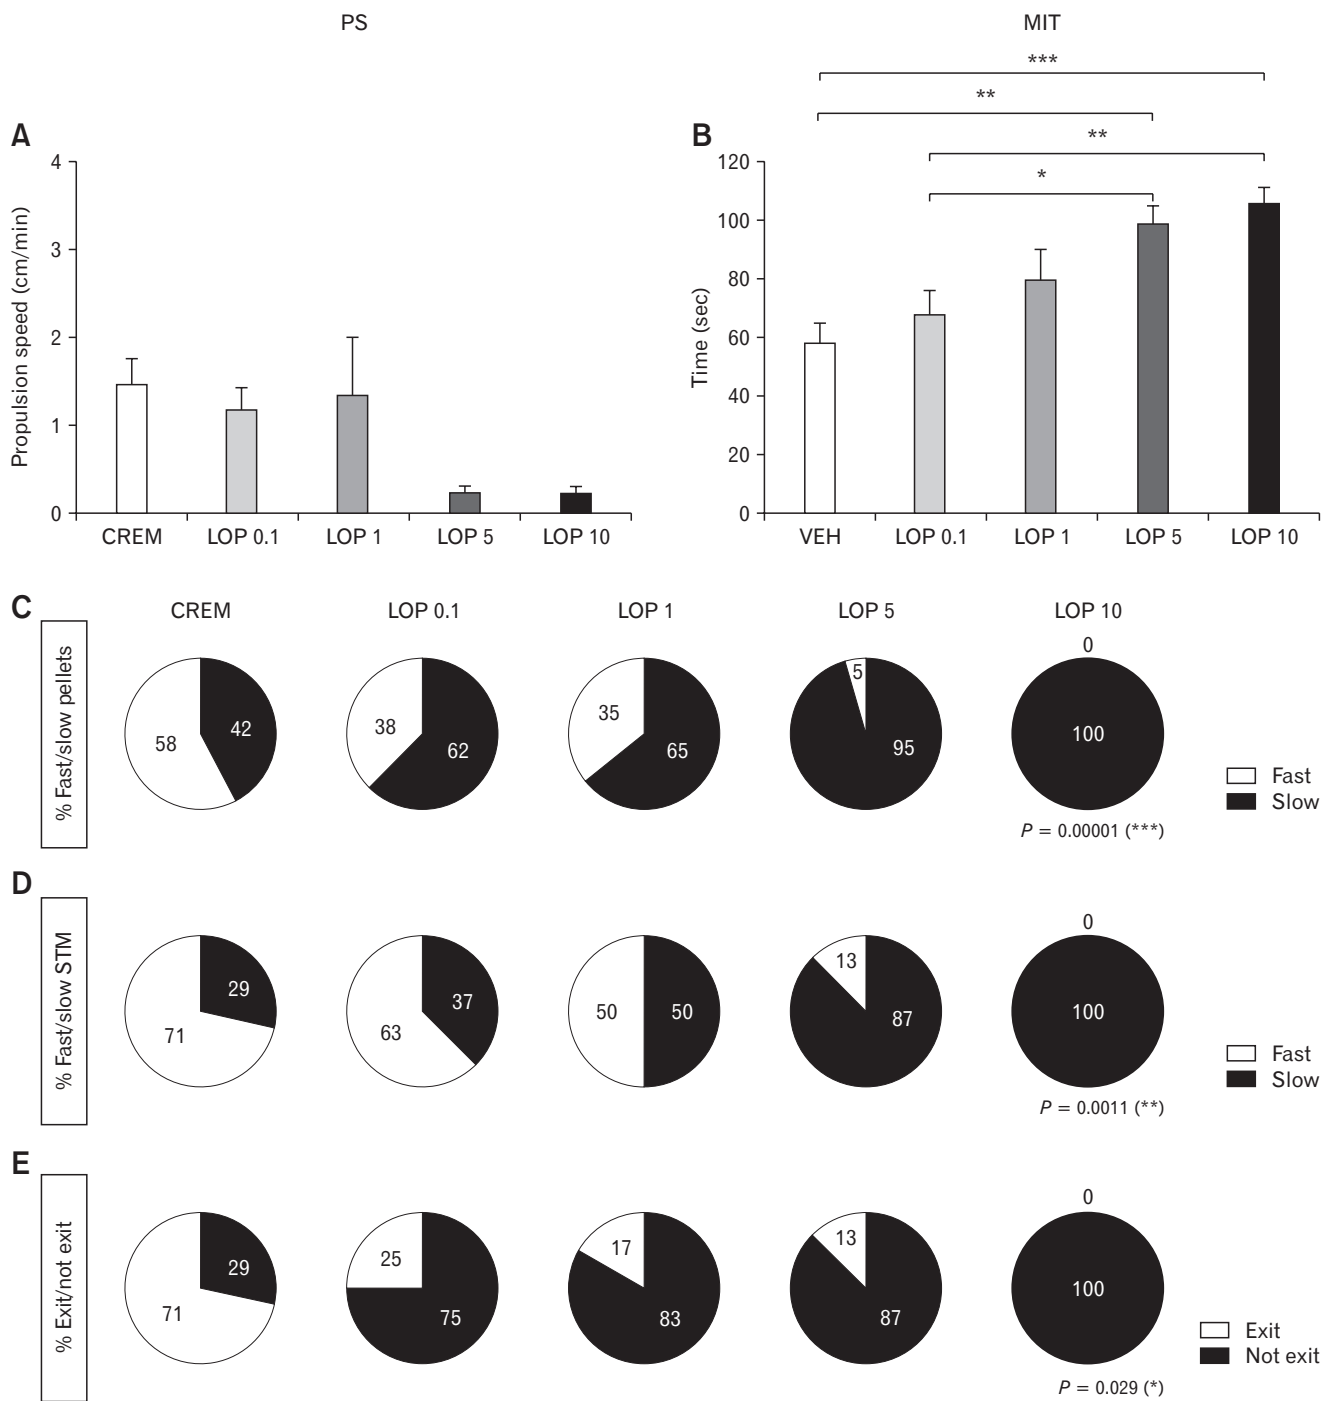 PS
MIT
***
**
**
*
A
B
Propulsion speed (cm/min)
4
3
2
1
0
CREM LOP 0.1 LOP 1 LOP 5 LOP 10
Time (sec)
120
100
80
60
40
20
0
VEH LOP 0.1 LOP 1 LOP 5 LOP 10
C
CREM LOP 0.1 LOP 1 LOP 5 LOP 10
% Fast/slow pellets
58 42
38 62
35 65
5 95
0
100
Fast
Slow
P = 0.00001 (***)
D
% Fast/slow STM
71 29
63 37
50 50
13 87
0
100
Fast
Slow
P = 0.0011 (**)
E
% Exit/not exit
71 29
25 75
17 83
13 87
0
100
Exit
Not exit
P = 0.029 (*)